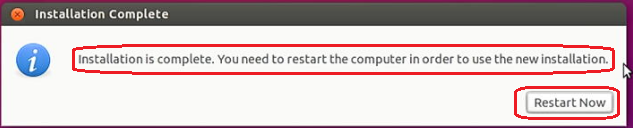 Installation Complete
Installation is complete. You need to restart the computer in order to use the new installation.
Restart Now